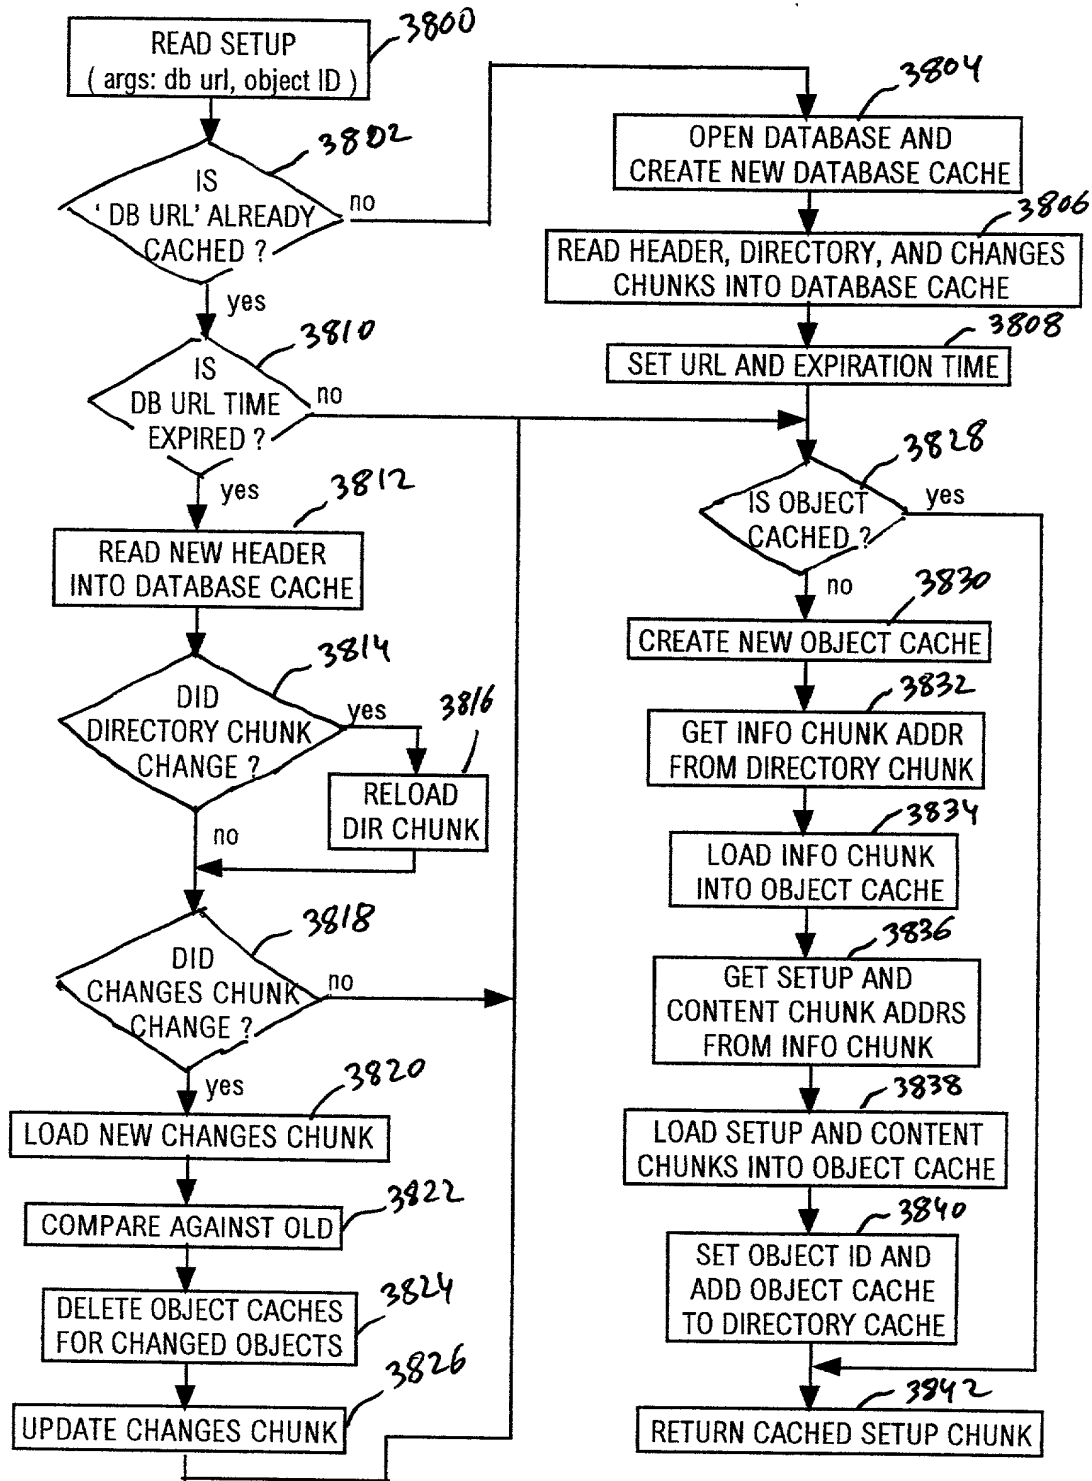 READ SETUP
( args: db url, object ID )
3800
3802
IS
'DB URL' ALREADY
CACHED ?
no
yes
3810
IS
DB URL TIME
EXPIRED ?
no
yes
3812
READ NEW HEADER
INTO DATABASE CACHE
3814
DID
DIRECTORY CHUNK
CHANGE ?
yes
3816
RELOAD
DIR CHUNK
no
3818
DID
CHANGES CHUNK
CHANGE ?
no
yes
3820
LOAD NEW CHANGES CHUNK
3822
COMPARE AGAINST OLD
3824
DELETE OBJECT CACHES
FOR CHANGED OBJECTS
3826
UPDATE CHANGES CHUNK
3804
OPEN DATABASE AND
CREATE NEW DATABASE CACHE
3806
READ HEADER, DIRECTORY, AND CHANGES
CHUNKS INTO DATABASE CACHE
3808
SET URL AND EXPIRATION TIME
3828
IS OBJECT
CACHED ?
yes
no
3830
CREATE NEW OBJECT CACHE
3832
GET INFO CHUNK ADDR
FROM DIRECTORY CHUNK
3834
LOAD INFO CHUNK
INTO OBJECT CACHE
3836
GET SETUP AND
CONTENT CHUNK ADDRS
FROM INFO CHUNK
3838
LOAD SETUP AND CONTENT
CHUNKS INTO OBJECT CACHE
3840
SET OBJECT ID AND
ADD OBJECT CACHE
TO DIRECTORY CACHE
3842
RETURN CACHED SETUP CHUNK